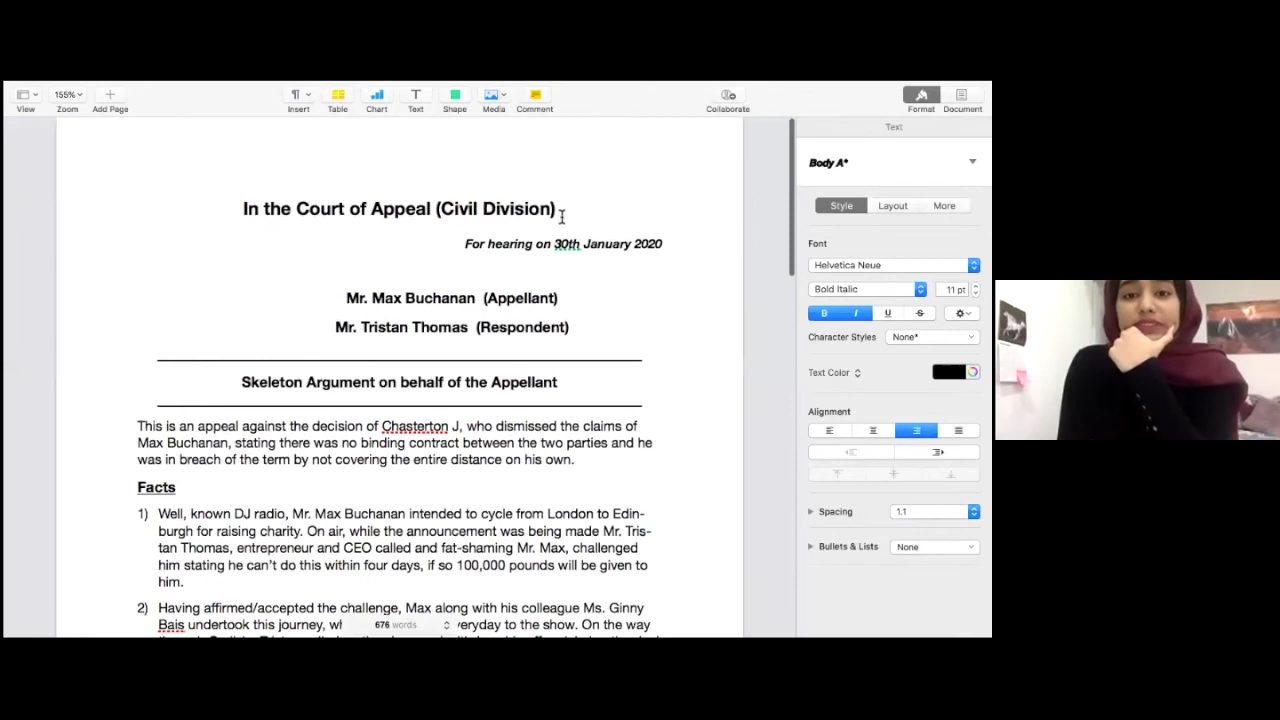 View
155%
Zoom
Add Page
Insert
Table
Chart
Text
Shape
Media
Comment
Collaborate
Format
Document
In the Court of Appeal (Civil Division)
For hearing on 30th January 2020
Mr. Max Buchanan (Appellant)
Mr. Tristan Thomas (Respondent)
Skeleton Argument on behalf of the Appellant
This is an appeal against the decision of Chasterton J, who dismissed the claims of
Max Buchanan, stating there was no binding contract between the two parties and he
was in breach of the term by not covering the entire distance on his own.
Facts
1) Well, known DJ radio, Mr. Max Buchanan intended to cycle from London to Edin-
burgh for raising charity. On air, while the announcement was being made Mr. Tris-
tan Thomas, entrepreneur and CEO called and fat-shaming Mr. Max, challenged
him stating he can't do this within four days, if so 100,000 pounds will be given to
him.
2) Having affirmed/accepted the challenge, Max along with his colleague Ms. Ginny
Bais undertook this journey, everyday to the show. On the way
676 words
Text
Body A*
Style
Layout
More
Font
Helvetica Neue
Bold Italic
11 pt
B I U S
Character Styles
None*
Text Color
Alignment
Spacing
1.1
Bullets & Lists
None